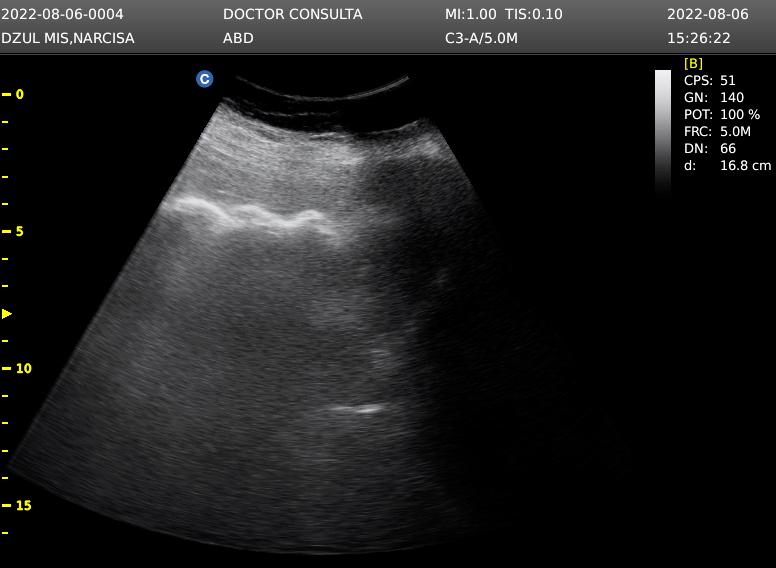 2022-08-06-0004 DOCTOR CONSULTA MI:1.00 TIS:0.10 2022-08-06
DZUL MIS,NARCISA ABD C3-A/5.0M 15:26:22
[B]
CPS: 51
GN: 140
POT: 100 %
FRC: 5.0M
DN: 66
d: 16.8 cm
C
0
5
10
15